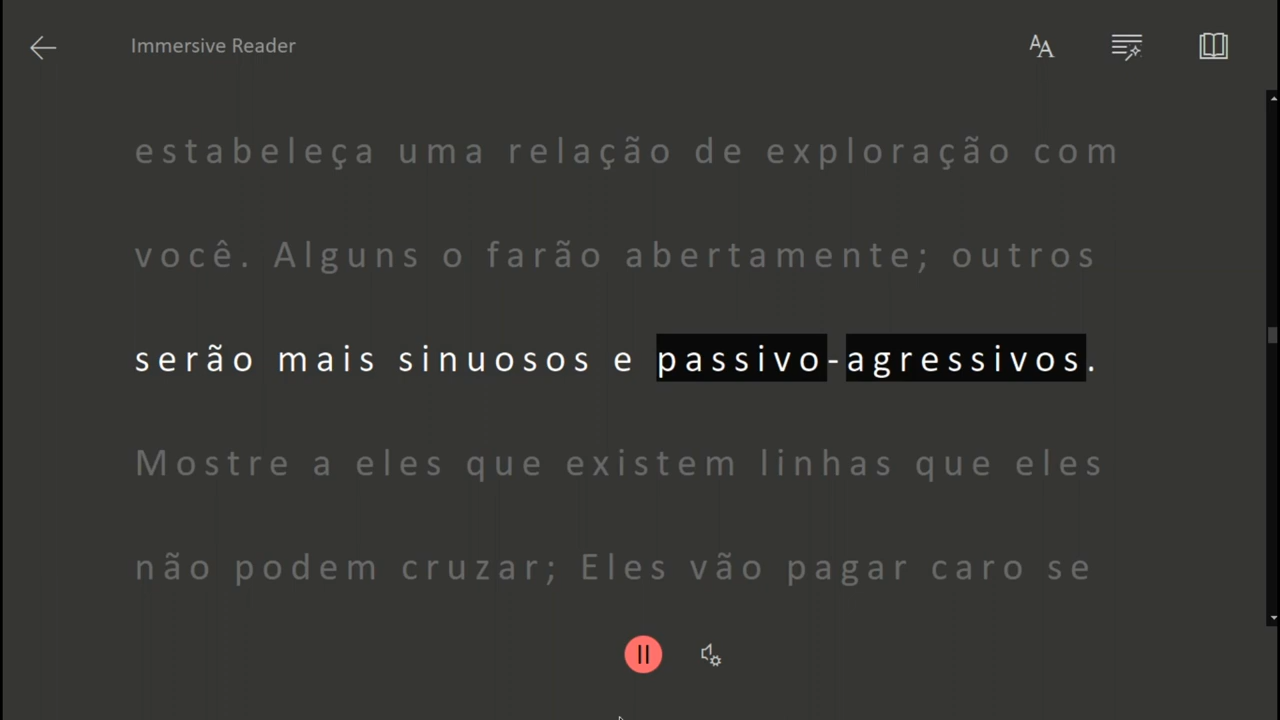 Immersive Reader
estabeleça uma relação de exploração com
você. Alguns o farão abertamente; outros
serão mais sinuosos e passivo-agressivos.
Mostre a eles que existem linhas que eles
não podem cruzar; Eles vão pagar caro se